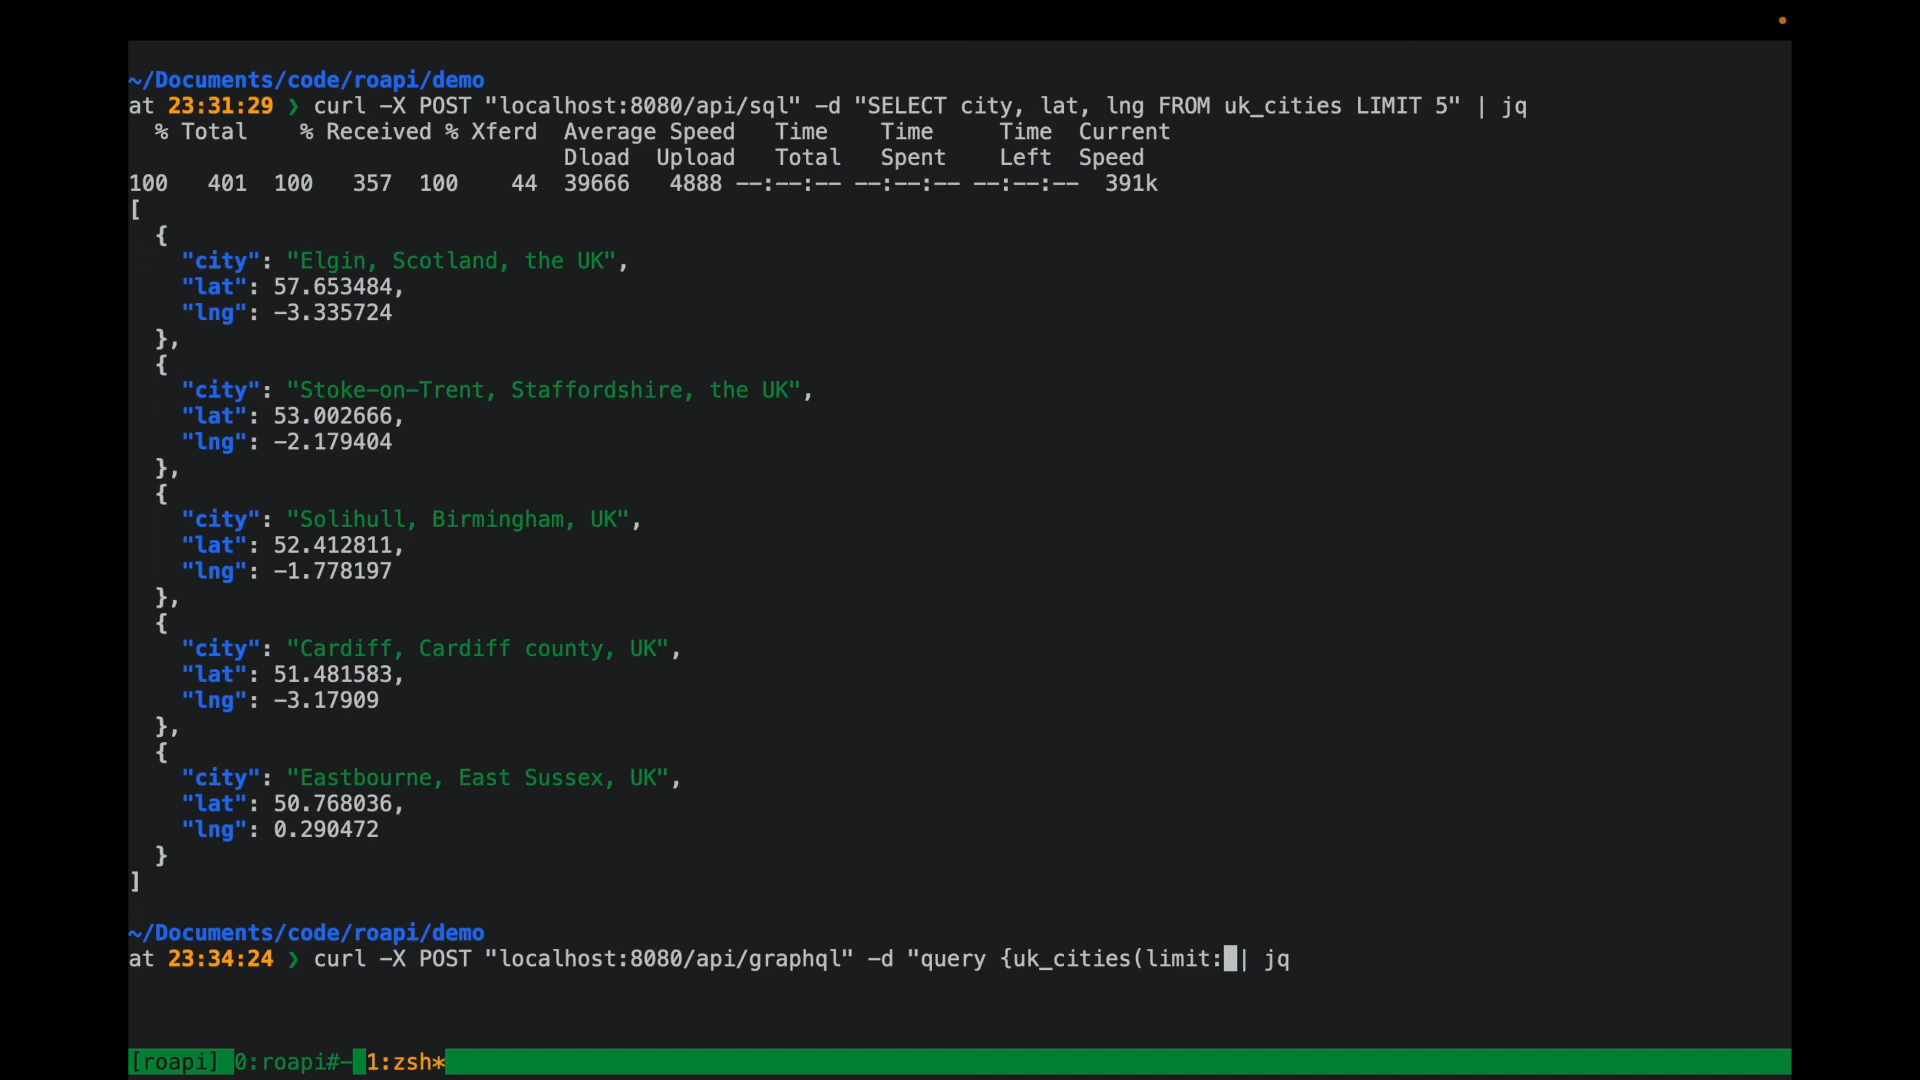 ~/Documents/code/roapi/demo
at 23:31:29 ❯ curl -X POST "localhost:8080/api/sql" -d "SELECT city, lat, lng FROM uk_cities LIMIT 5" | jq
  % Total    % Received % Xferd  Average Speed   Time    Time     Time  Current
                                 Dload  Upload   Total   Spent    Left  Speed
100   401  100   357  100    44  39666   4888 --:--:-- --:--:-- --:--:--  391k
[
  {
    "city": "Elgin, Scotland, the UK",
    "lat": 57.653484,
    "lng": -3.335724
  },
  {
    "city": "Stoke-on-Trent, Staffordshire, the UK",
    "lat": 53.002666,
    "lng": -2.179404
  },
  {
    "city": "Solihull, Birmingham, UK",
    "lat": 52.412811,
    "lng": -1.778197
  },
  {
    "city": "Cardiff, Cardiff county, UK",
    "lat": 51.481583,
    "lng": -3.17909
  },
  {
    "city": "Eastbourne, East Sussex, UK",
    "lat": 50.768036,
    "lng": 0.290472
  }
]
~/Documents/code/roapi/demo
at 23:34:24 ❯ curl -X POST "localhost:8080/api/graphql" -d "query {uk_cities(limit: | jq
[roapi] 0:roapi#- 1:zsh*